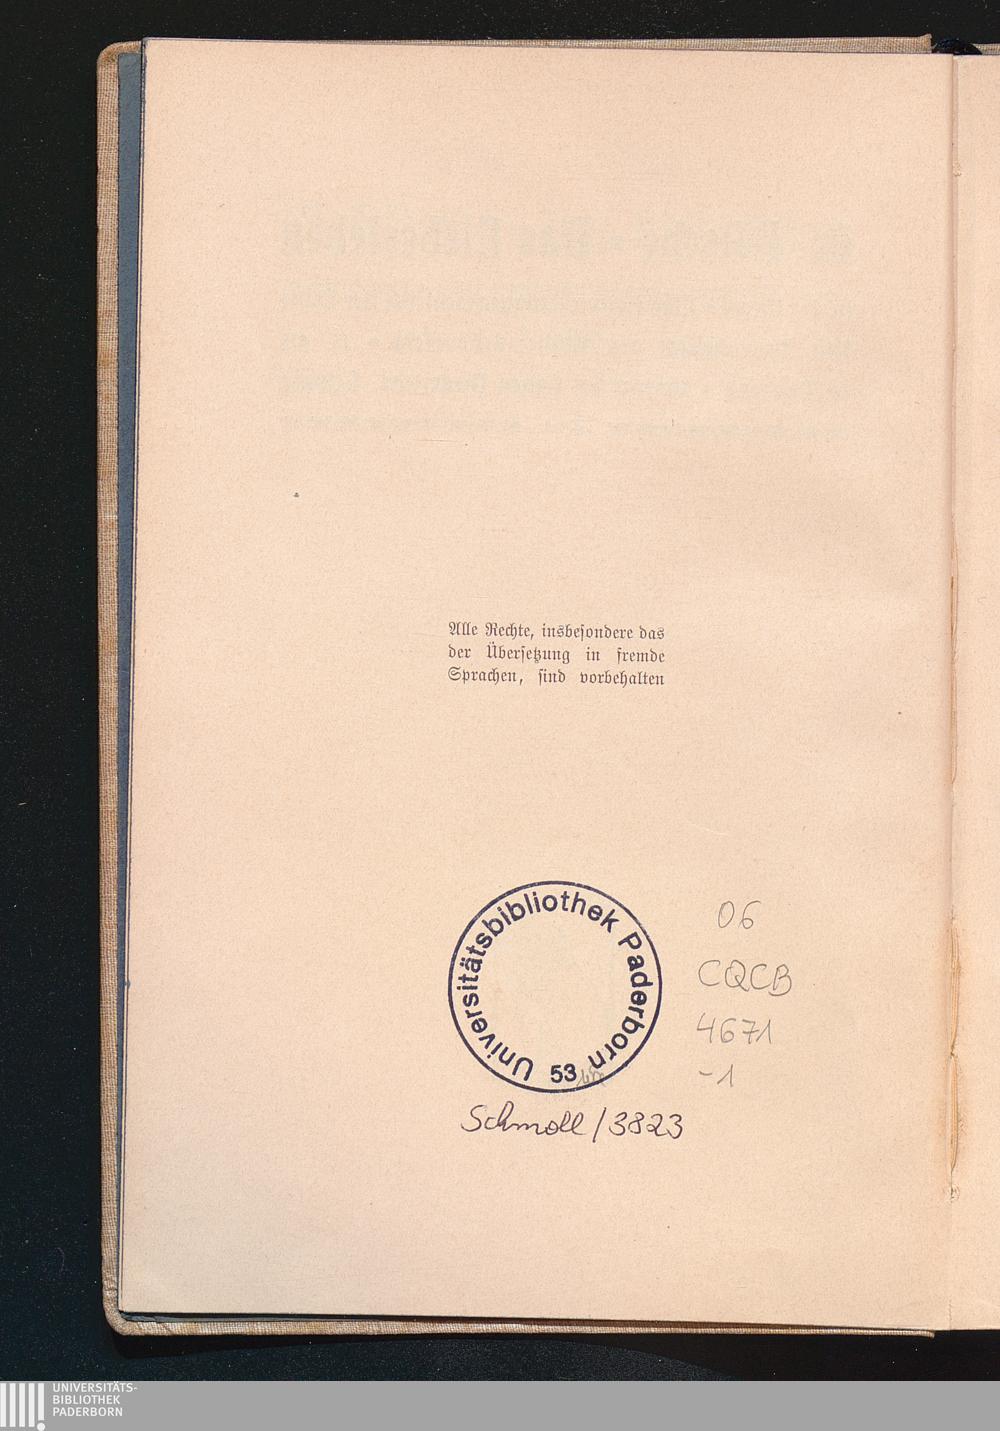 Alle Rechte, insbesondere das
der Übersetzung in fremde
Sprachen, sind vorbehalten
Universitätsbibliothek Paderborn
53
06
CQCB
4671
-1
Schmoll/3823
UNIVERSITÄTS-
BIBLIOTHEK
PADERBORN